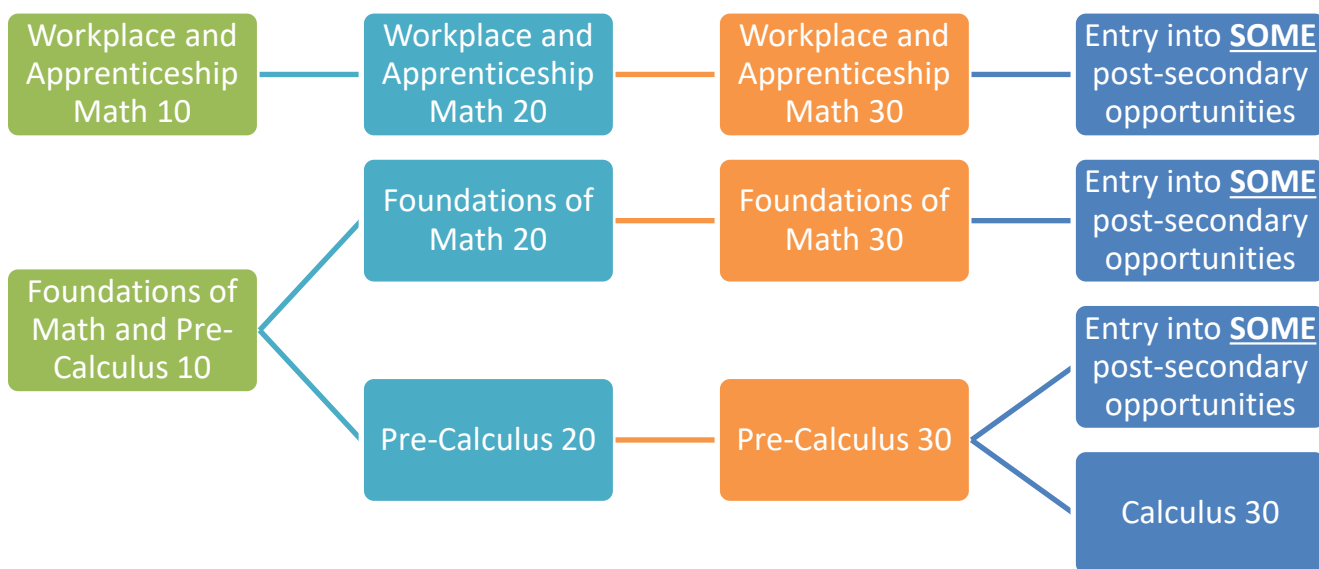 Workplace and
Apprenticeship
Math 10
Workplace and
Apprenticeship
Math 20
Workplace and
Apprenticeship
Math 30
Entry into SOME
post-secondary
opportunities
Foundations of
Math and Pre-
Calculus 10
Foundations of
Math 20
Foundations of
Math 30
Entry into SOME
post-secondary
opportunities
Pre-Calculus 20
Pre-Calculus 30
Entry into SOME
post-secondary
opportunities
Calculus 30